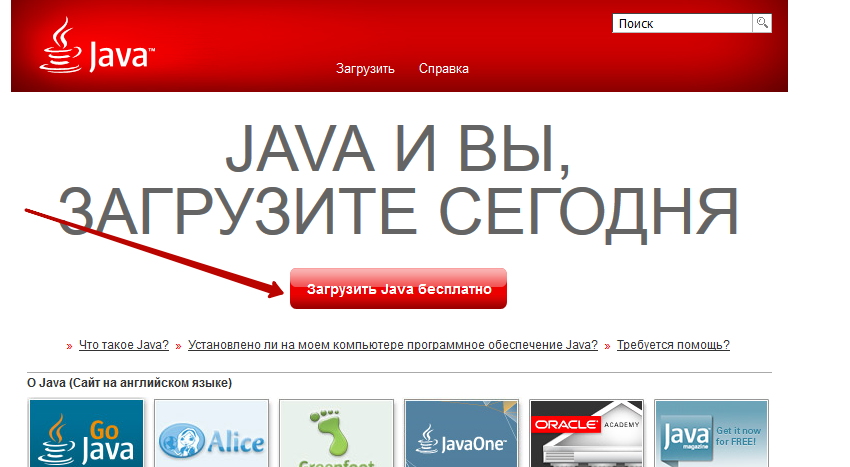 Java™
Поиск
Загрузить Справка
JAVA И ВЫ,
ЗАГРУЗИТЕ СЕГОДНЯ
Загрузить Java бесплатно
» Что такое Java? » Установлено ли на моем компьютере программное обеспечение Java? » Требуется помощь?
О Java (Сайт на английском языке)
Go
Java
Alice
Greenfoot
JavaOne™
ORACLE ACADEMY
Java
magazine
Get it now
for FREE!